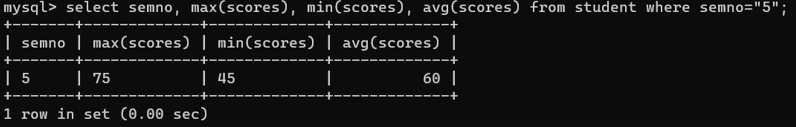 mysql> select semno, max(scores), min(scores), avg(scores) from student where semno="5";
+-------+-------------+-------------+-------------+
| semno | max(scores) | min(scores) | avg(scores) |
+-------+-------------+-------------+-------------+
| 5     | 75          | 45          |          60 |
+-------+-------------+-------------+-------------+
1 row in set (0.00 sec)